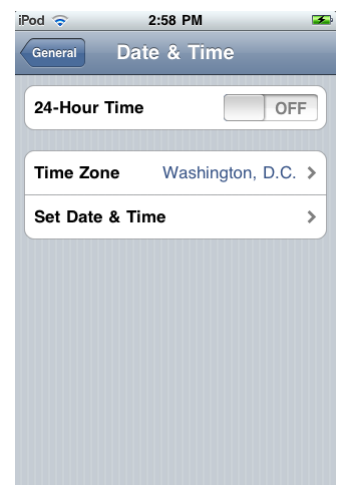 iPod 2:58 PM
General Date & Time
24-Hour Time OFF
Time Zone Washington, D.C.
Set Date & Time